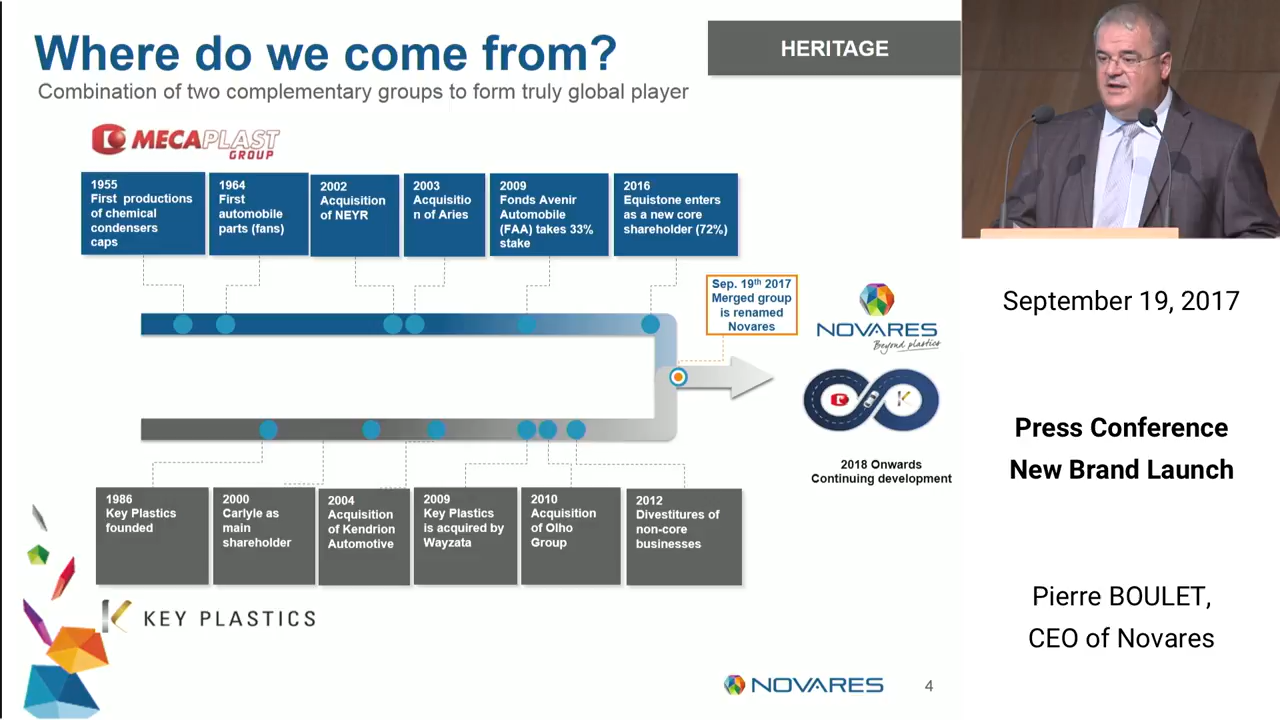 Where do we come from?
HERITAGE
Combination of two complementary groups to form truly global player
MECAPLAST
GROUP
1955
First productions
of chemical
condensers
caps
1964
First
automobile
parts (fans)
2002
Acquisition
of NEYR
2003
Acquisitio
n of Aries
2009
Fonds Avenir
Automobile
(FAA) takes 33%
stake
2016
Equistone enters
as a new core
shareholder (72%)
Sep. 19th 2017
Merged group
is renamed
Novares
NOVARES
Beyond plastics
2018 Onwards
Continuing development
1986
Key Plastics
founded
2000
Carlyle as
main
shareholder
2004
Acquisition
of Kendrion
Automotive
2009
Key Plastics
is acquired by
Wayzata
2010
Acquisition
of Olho
Group
2012
Divestitures of
non-core
businesses
KEY PLASTICS
NOVARES
4
September 19, 2017
Press Conference
New Brand Launch
Pierre BOULET,
CEO of Novares